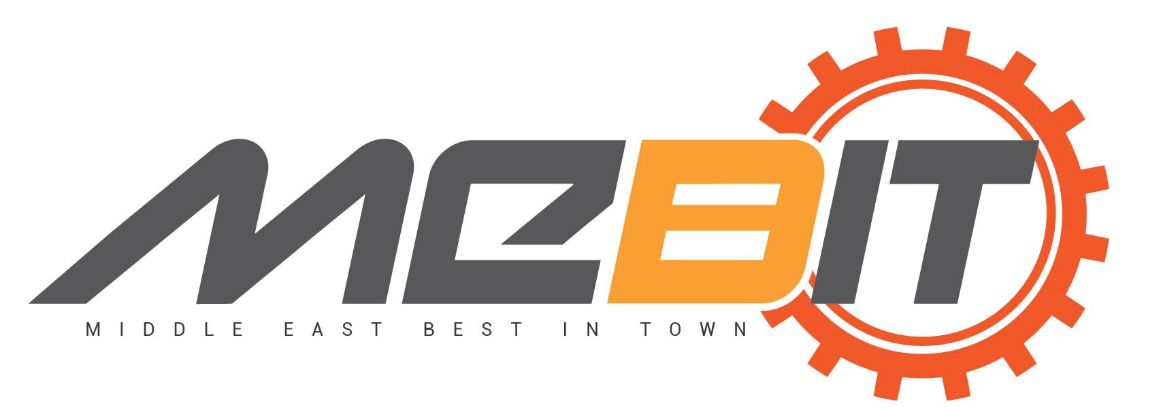 MEBIT
MIDDLE EAST BEST IN TOWN